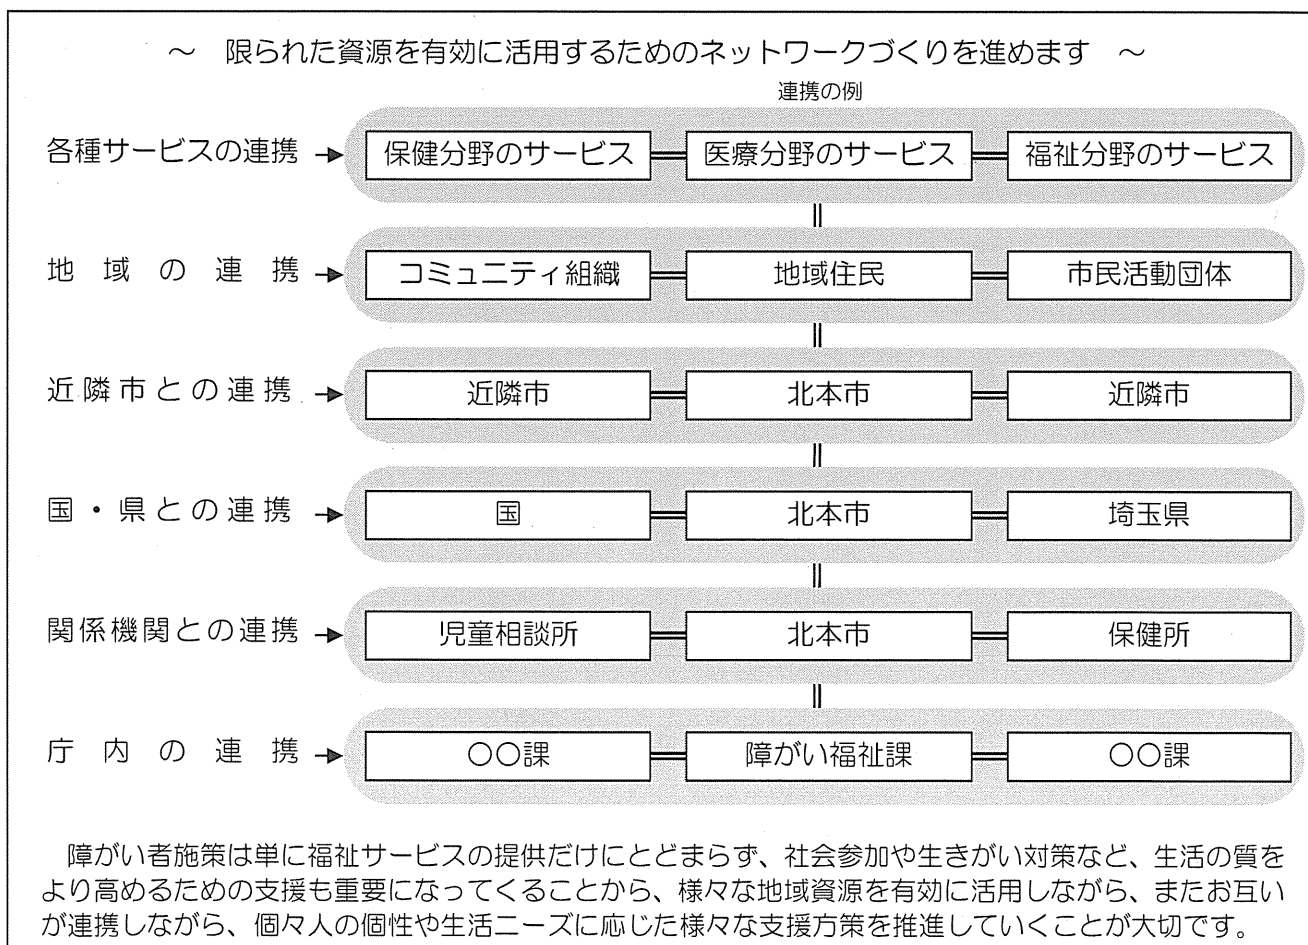 ～ 限られた資源を有効に活用するためのネットワークづくりを進めます ～
連携の例
各種サービスの連携 保健分野のサービス 医療分野のサービス 福祉分野のサービス
地域の連携 コミュニティ組織 地域住民 市民活動団体
近隣市との連携 近隣市 北本市 近隣市
国・県との連携 国 北本市 埼玉県
関係機関との連携 児童相談所 北本市 保健所
庁内の連携 〇〇課 障がい福祉課 〇〇課
障がい者施策は単に福祉サービスの提供だけにとどまらず、社会参加や生きがい対策など、生活の質を
より高めるための支援も重要になってくることから、様々な地域資源を有効に活用しながら、またお互い
が連携しながら、個々人の個性や生活ニーズに応じた様々な支援方策を推進していくことが大切です。